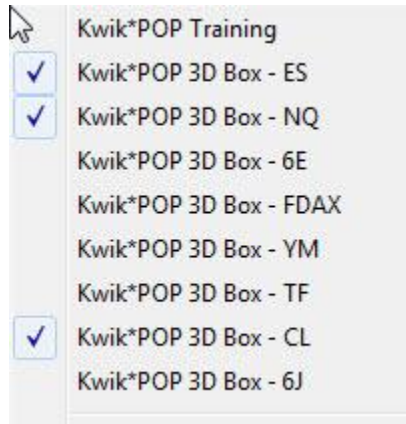 Kwik*POP Training
Kwik*POP 3D Box - ES
Kwik*POP 3D Box - NQ
Kwik*POP 3D Box - 6E
Kwik*POP 3D Box - FDAX
Kwik*POP 3D Box - YM
Kwik*POP 3D Box - TF
Kwik*POP 3D Box - CL
Kwik*POP 3D Box - 6J